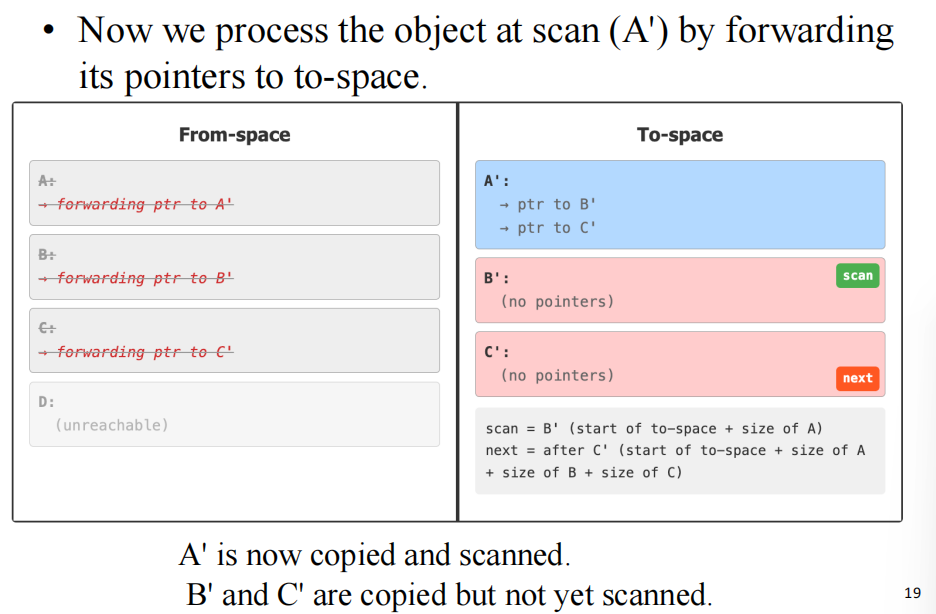 • Now we process the object at scan (A') by forwarding
its pointers to to-space.
From-space
A:
→ forwarding ptr to A'
B:
→ forwarding ptr to B'
C:
→ forwarding ptr to C'
D:
(unreachable)
To-space
A':
→ ptr to B'
→ ptr to C'
B':
scan
(no pointers)
C':
(no pointers)
next
scan = B' (start of to-space + size of A)
next = after C' (start of to-space + size of A
+ size of B + size of C)
A' is now copied and scanned.
B' and C' are copied but not yet scanned.
19